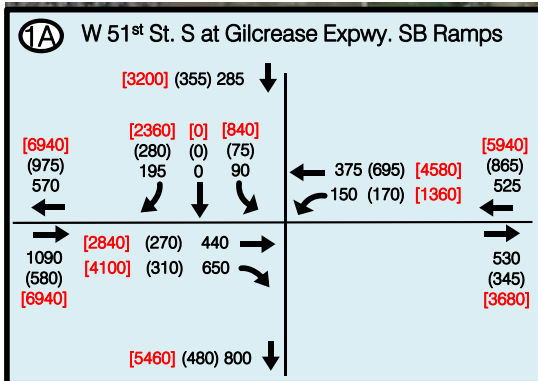 1A W 51st St. S at Gilcrease Expwy. SB Ramps
[3200] (355) 285
[2360] [0] [840]
(280) (0) (75)
195 0 90
[6940]
(975)
570
375 (695) [4580]
150 (170) [1360]
[5940]
(865)
525
1090
(580)
[6940]
[2840] (270) 440
[4100] (310) 650
530
(345)
[3680]
[5460] (480) 800